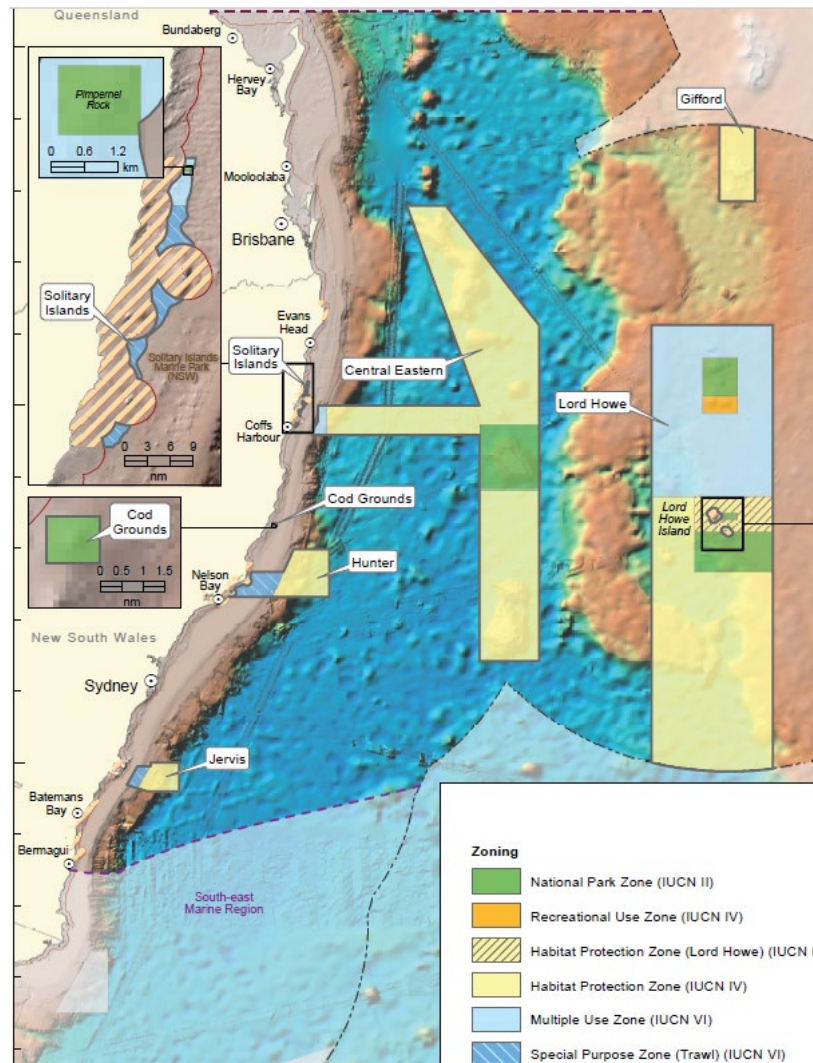 Queensland
Bundaberg
Hervey
Bay
Gifford
Pimpernel
Rock
0 0.6 1.2
km
Mooloolaba
Brisbane
Solitary
Islands
Evans
Head
Solitary
Islands
Central Eastern
Solitary Islands
Marine Park
(NSW)
Lord Howe
Coffs
Harbour
0 3 6 9
nm
Cod
Grounds
Cod Grounds
Lord
Howe
Island
0 0.5 1 1.5
nm
Nelson
Bay
Hunter
New South Wales
Sydney
Jervis
Batemans
Bay
Bermagui
South-east
Marine Region
Zoning
National Park Zone (IUCN II)
Recreational Use Zone (IUCN IV)
Habitat Protection Zone (Lord Howe) (IUCN
Habitat Protection Zone (IUCN IV)
Multiple Use Zone (IUCN VI)
Special Purpose Zone (Trawl) (IUCN VI)